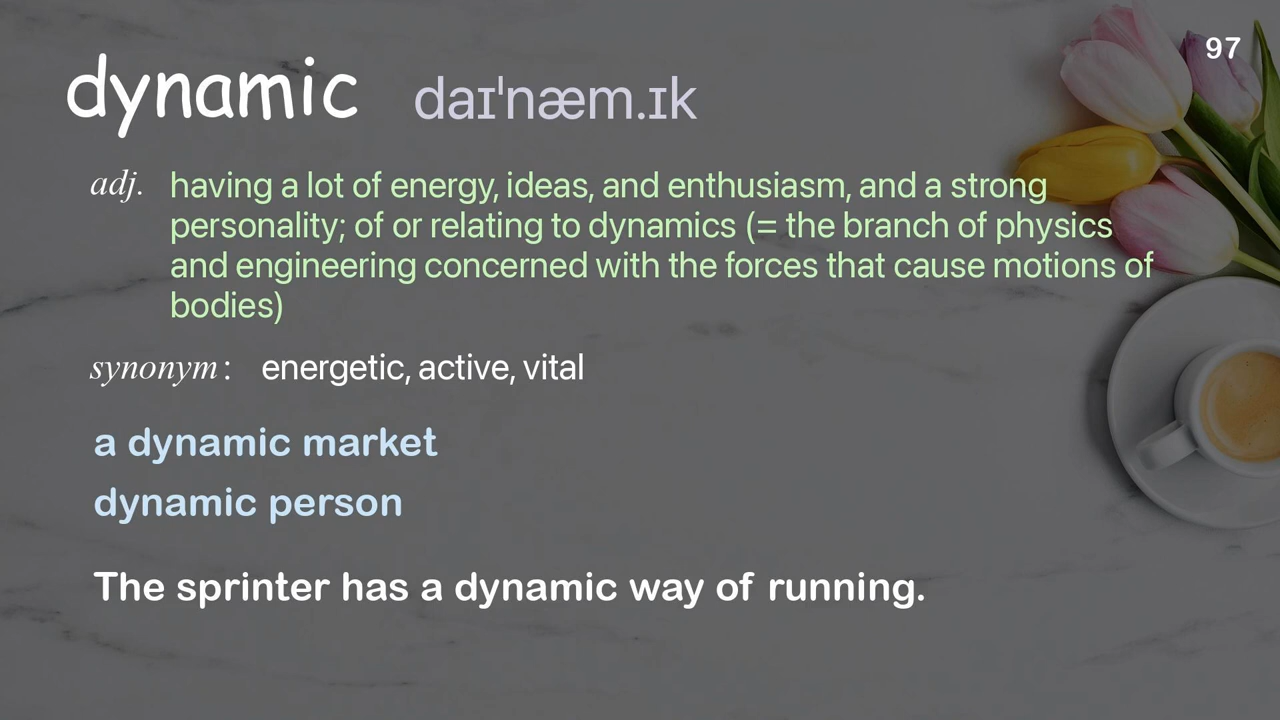 97
dynamic daɪˈnæm.ɪk
adj. having a lot of energy, ideas, and enthusiasm, and a strong
personality; of or relating to dynamics (= the branch of physics
and engineering concerned with the forces that cause motions of
bodies)
synonym: energetic, active, vital
a dynamic market
dynamic person
The sprinter has a dynamic way of running.